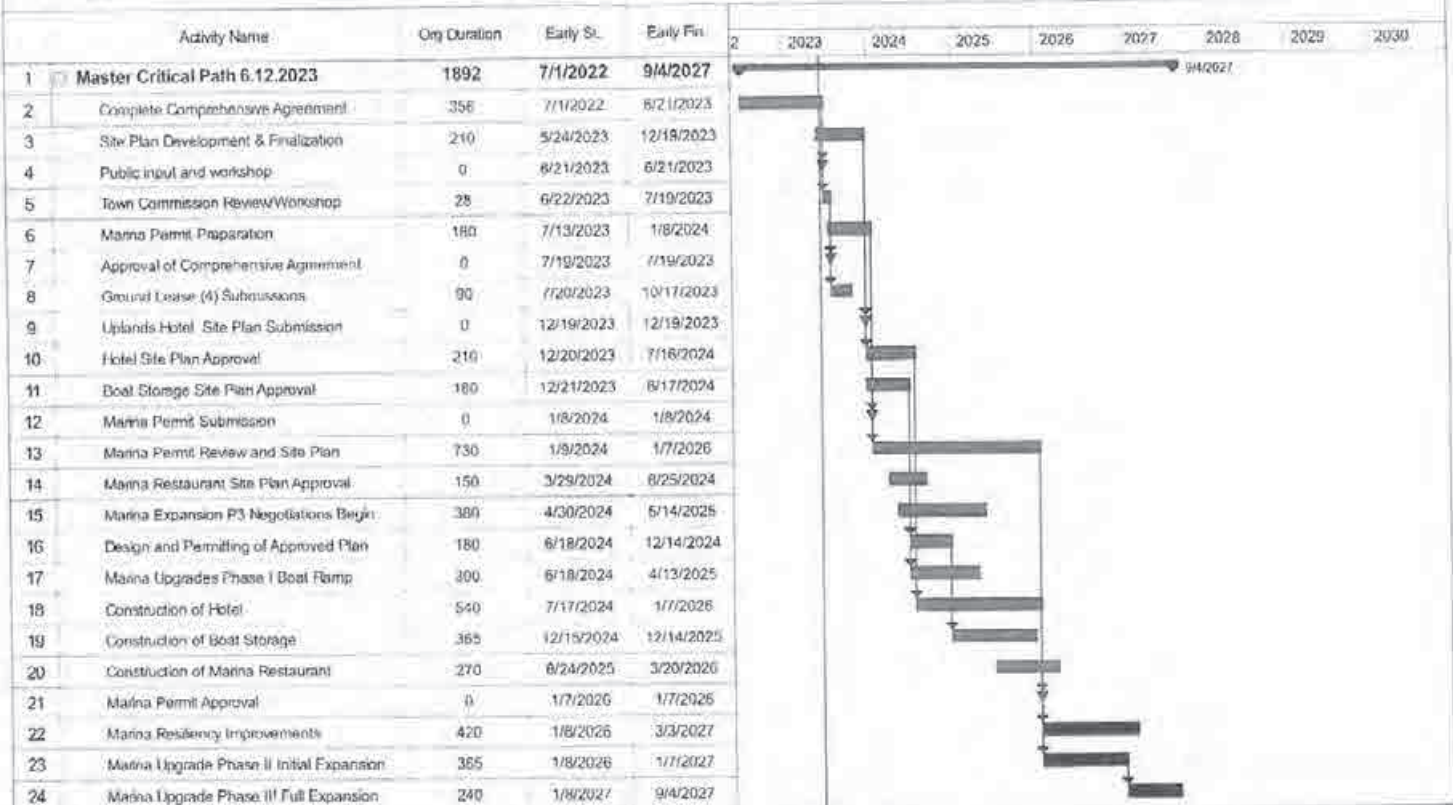 Activity Name Orig Duration Early St.. Early Fin.. 2 2023 2024 2025 2026 2027 2028 2029 2030
1 Master Critical Path 6.12.2023 1892 7/1/2022 9/4/2027 9/4/2027
2 Complete Comprehensive Agreement 356 7/1/2022 6/21/2023
3 Site Plan Development & Finalization 210 5/24/2023 12/19/2023
4 Public input and workshop 0 6/21/2023 6/21/2023
5 Town Commission Review/Workshop 28 6/22/2023 7/19/2023
6 Marina Permit Preparation 180 7/13/2023 1/8/2024
7 Approval of Comprehensive Agreement 0 7/19/2023 7/19/2023
8 Ground Lease (4) Submissions 90 7/20/2023 10/17/2023
9 Uplands Hotel Site Plan Submission 0 12/19/2023 12/19/2023
10 Hotel Site Plan Approval 210 12/20/2023 7/16/2024
11 Boat Storage Site Plan Approval 180 12/21/2023 6/17/2024
12 Marina Permit Submission 0 1/8/2024 1/8/2024
13 Marina Permit Review and Site Plan 730 1/9/2024 1/7/2026
14 Marina Restaurant Site Plan Approval 150 3/29/2024 8/25/2024
15 Marina Expansion P3 Negotiations Begin 380 4/30/2024 5/14/2025
16 Design and Permitting of Approved Plan 180 6/18/2024 12/14/2024
17 Marina Upgrades Phase I Boat Ramp 300 6/18/2024 4/13/2025
18 Construction of Hotel 540 7/17/2024 1/7/2026
19 Construction of Boat Storage 365 12/15/2024 12/14/2025
20 Construction of Marina Restaurant 270 6/24/2025 3/20/2026
21 Marina Permit Approval 0 1/7/2026 1/7/2026
22 Marina Resiliency Improvements 420 1/8/2026 3/3/2027
23 Marina Upgrade Phase II Initial Expansion 365 1/8/2026 1/7/2027
24 Marina Upgrade Phase III Full Expansion 240 1/8/2027 9/4/2027